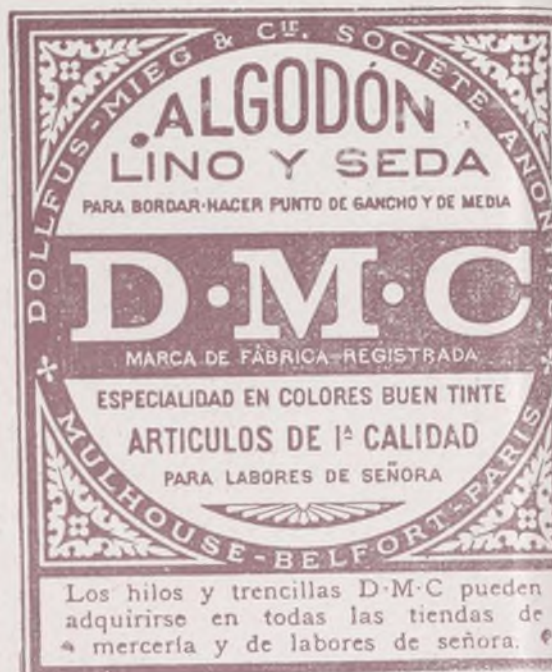 DOLLFUS-MIEG & CIE. SOCIÉTÉ ANON
ALGODÓN
LINO Y SEDA
PARA BORDAR-HACER PUNTO DE GANCHO Y DE MEDIA
D·M·C
MARCA DE FÁBRICA REGISTRADA
ESPECIALIDAD EN COLORES BUEN TINTE
ARTICULOS DE 1ª CALIDAD
PARA LABORES DE SEÑORA
MULHOUSE-BELFORT-PARIS
Los hilos y trencillas D·M·C pueden
adquirirse en todas las tiendas de
mercería y de labores de señora.